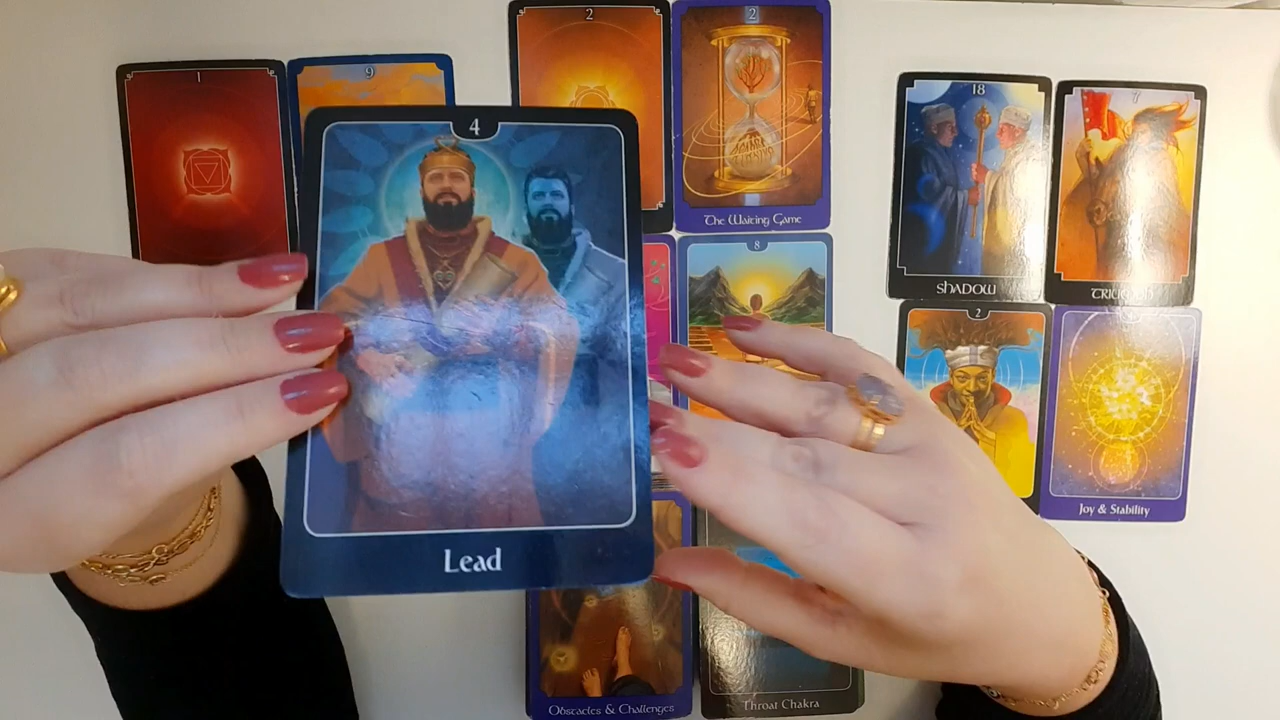 1
9
2
2
The Waiting Game
18
SHADOW
7
4
Lead
8
2
Joy & Stability
Obstacles & Challenges
Throat Chakra